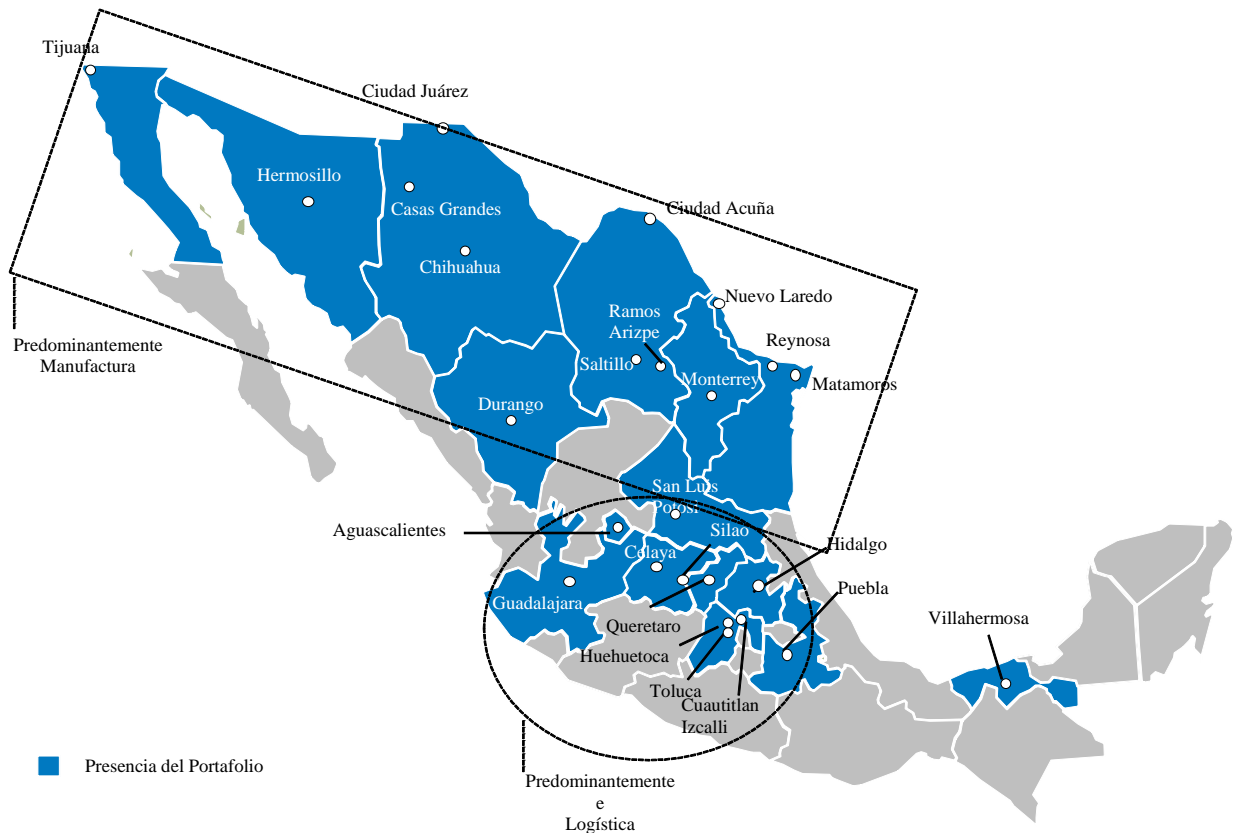 Tijuana
Ciudad Juárez
Hermosillo
Casas Grandes
Ciudad Acuña
Chihuahua
Nuevo Laredo
Ramos
Arizpe
Reynosa
Predominantemente
Manufactura
Saltillo
Monterrey
Matamoros
Durango
San Luis
Potosí
Aguascalientes
Silao
Celaya
Hidalgo
Puebla
Guadalajara
Queretaro
Villahermosa
Huehuetoca
Toluca
Cuautitlan
Izcalli
Presencia del Portafolio
Predominantemente
e
Logística